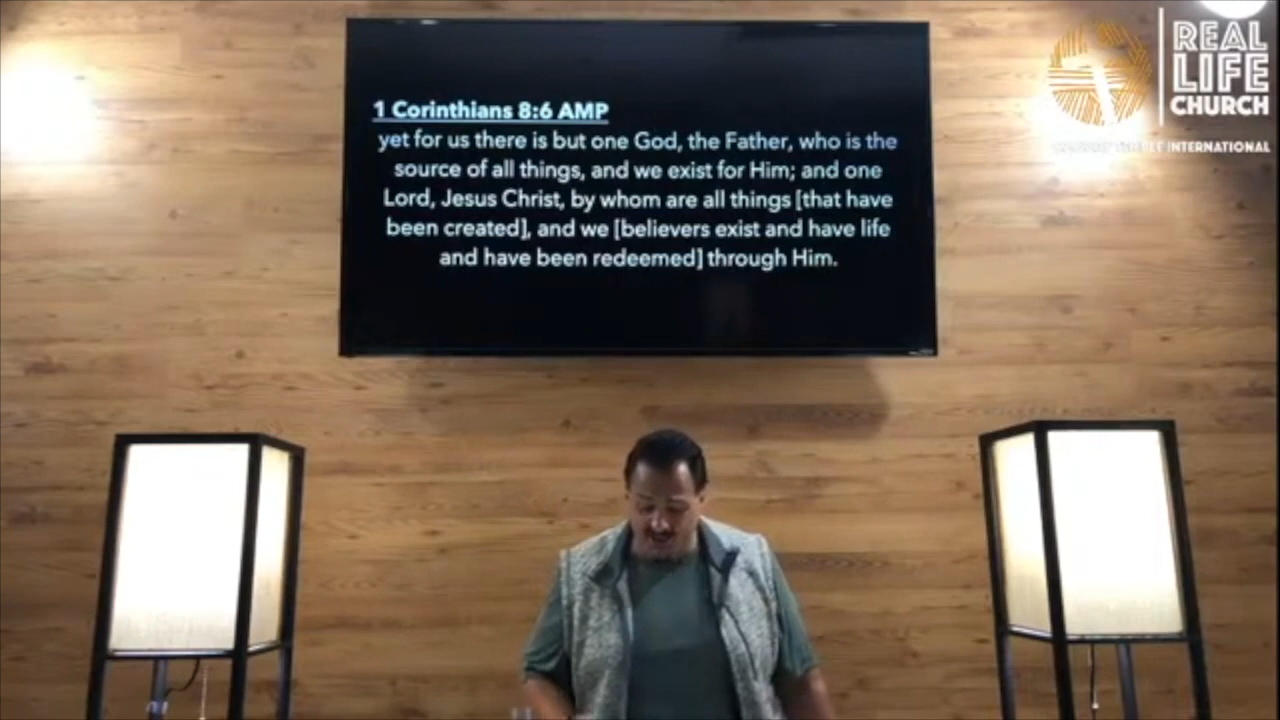 1 Corinthians 8:6 AMP
yet for us there is but one God, the Father, who is the
source of all things, and we exist for Him; and one
Lord, Jesus Christ, by whom are all things [that have
been created], and we [believers exist and have life
and have been redeemed] through Him.
REAL
LIFE
CHURCH
INTERNATIONAL